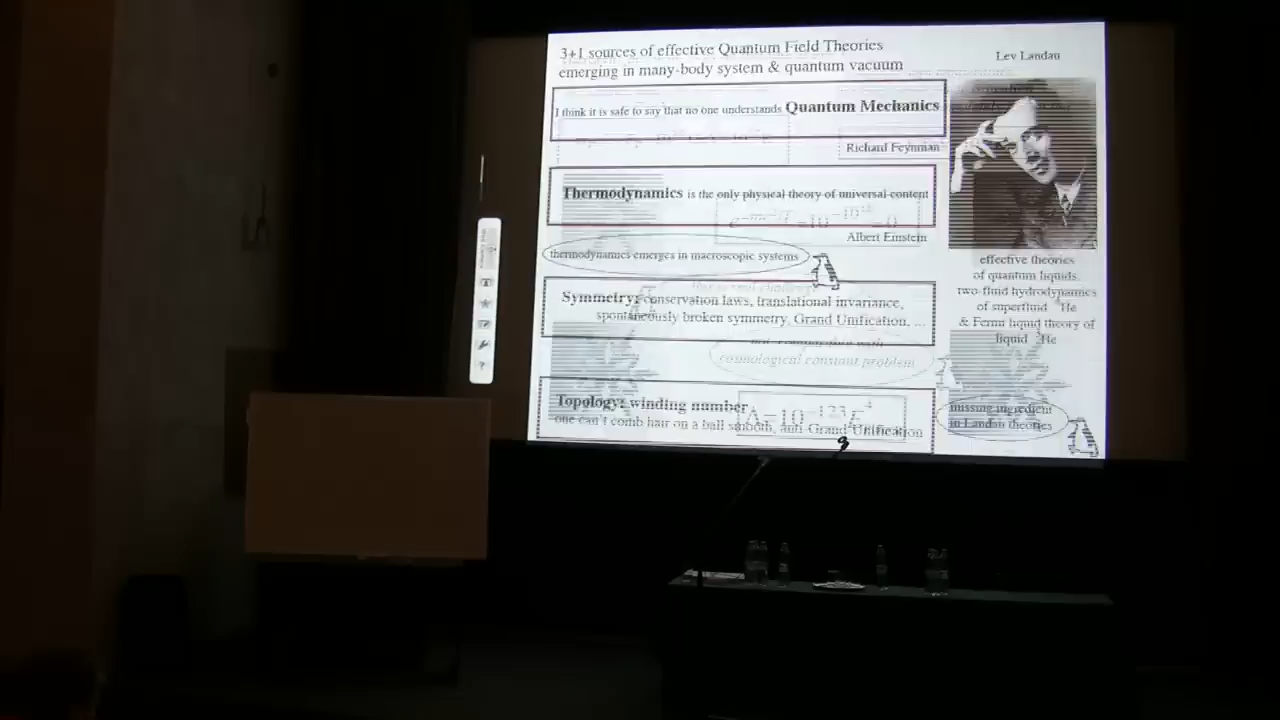 3+1 sources of effective Quantum Field Theories
emerging in many-body system & quantum vacuum
Lev Landau
I think it is safe to say that no one understands Quantum Mechanics
Richard Feynman
Thermodynamics is the only physical theory of universal content
Albert Einstein
thermodynamics emerges in macroscopic systems
Symmetry: conservation laws, translational invariance,
spontaneously broken symmetry, Grand Unification, ...
cosmological constant problem
Topology: winding number
Λ=10⁻¹²³E⁴
one can't comb hair on a ball smooth, anti-Grand-Unification
effective theories
of quantum liquids:
two-fluid hydrodynamics
of superfluid ⁴He
& Fermi liquid theory of
liquid ³He
missing ingredient
in Landau theories
?